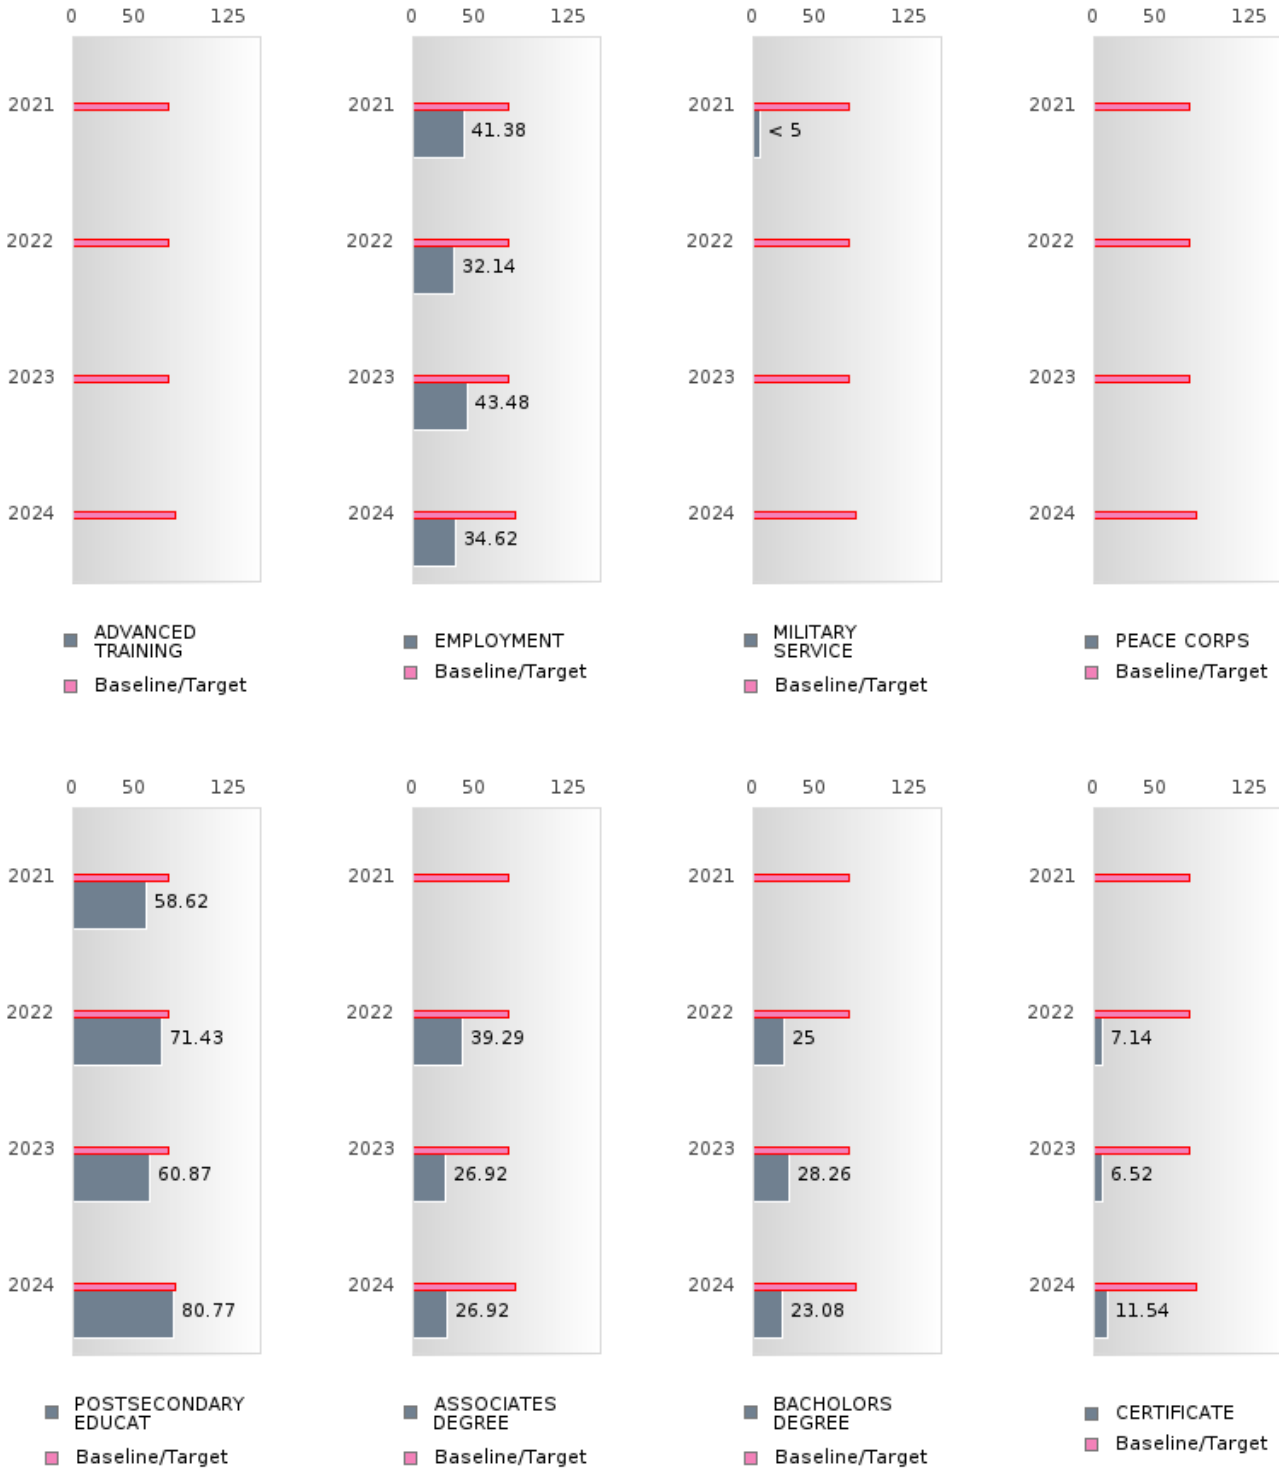 0 50 125
2021
2022
2023
2024
ADVANCED
TRAINING
Baseline/Target
0 50 125
2021
41.38
2022
32.14
2023
43.48
2024
34.62
EMPLOYMENT
Baseline/Target
0 50 125
2021
< 5
2022
2023
2024
MILITARY
SERVICE
Baseline/Target
0 50 125
2021
2022
2023
2024
PEACE CORPS
Baseline/Target
0 50 125
2021
58.62
2022
71.43
2023
60.87
2024
80.77
POSTSECONDARY
EDUCAT
Baseline/Target
0 50 125
2021
2022
39.29
2023
26.92
2024
26.92
ASSOCIATES
DEGREE
Baseline/Target
0 50 125
2021
2022
25
2023
28.26
2024
23.08
BACHOLORS
DEGREE
Baseline/Target
0 50 125
2021
2022
7.14
2023
6.52
2024
11.54
CERTIFICATE
Baseline/Target